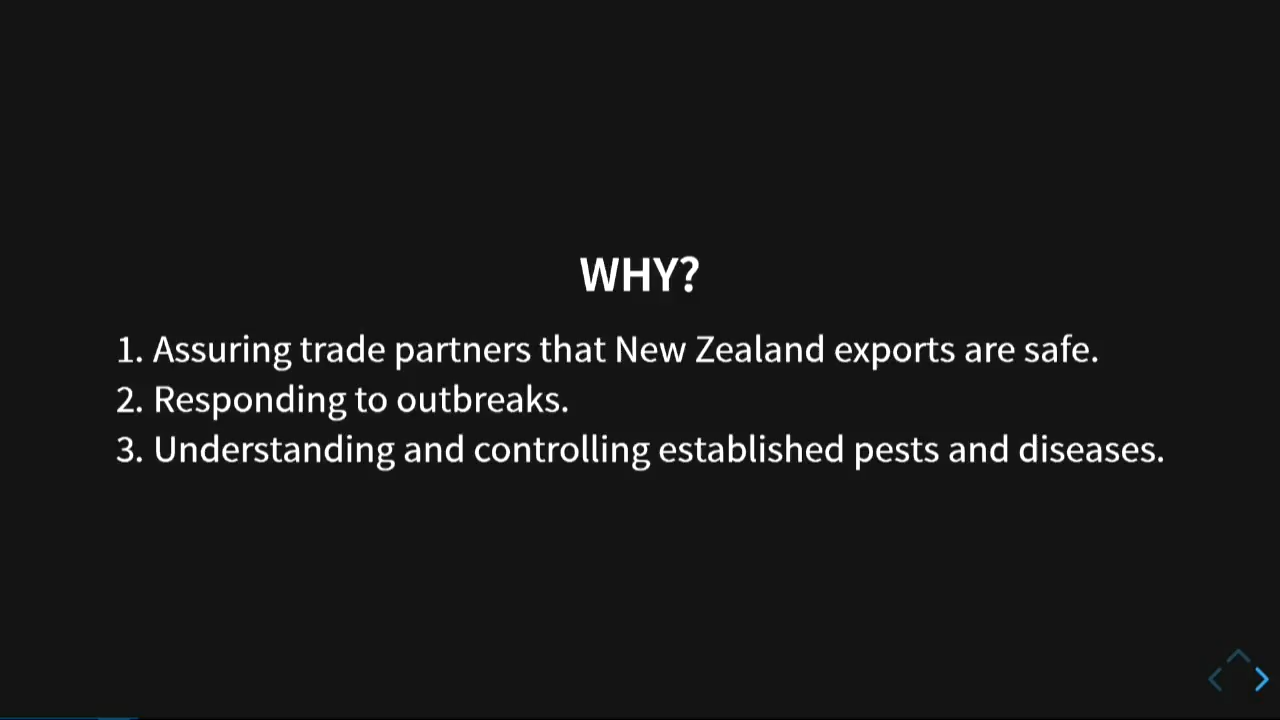 WHY?
1. Assuring trade partners that New Zealand exports are safe.
2. Responding to outbreaks.
3. Understanding and controlling established pests and diseases.